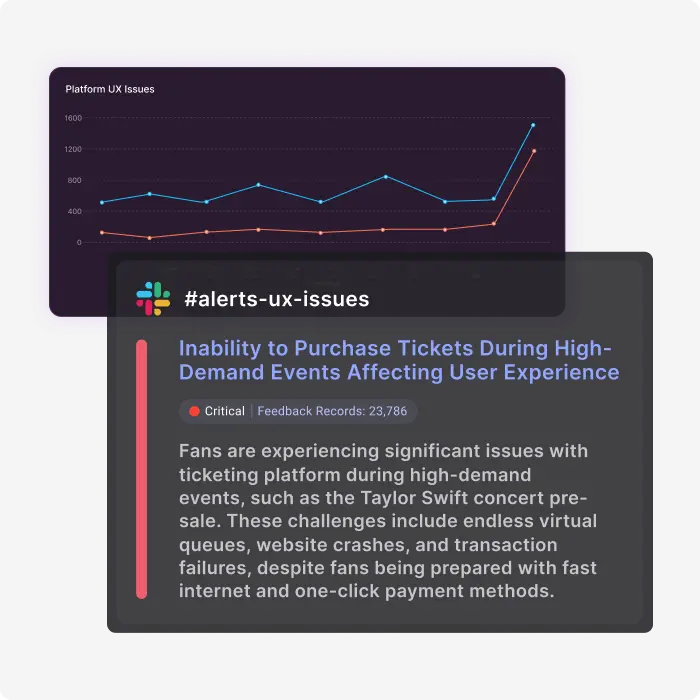 Platform UX Issues
1600
1200
800
400
0
#alerts-ux-issues
Inability to Purchase Tickets During High-
Demand Events Affecting User Experience
Critical | Feedback Records: 23,786
Fans are experiencing significant issues with
ticketing platform during high-demand
events, such as the Taylor Swift concert pre-
sale. These challenges include endless virtual
queues, website crashes, and transaction
failures, despite fans being prepared with fast
internet and one-click payment methods.